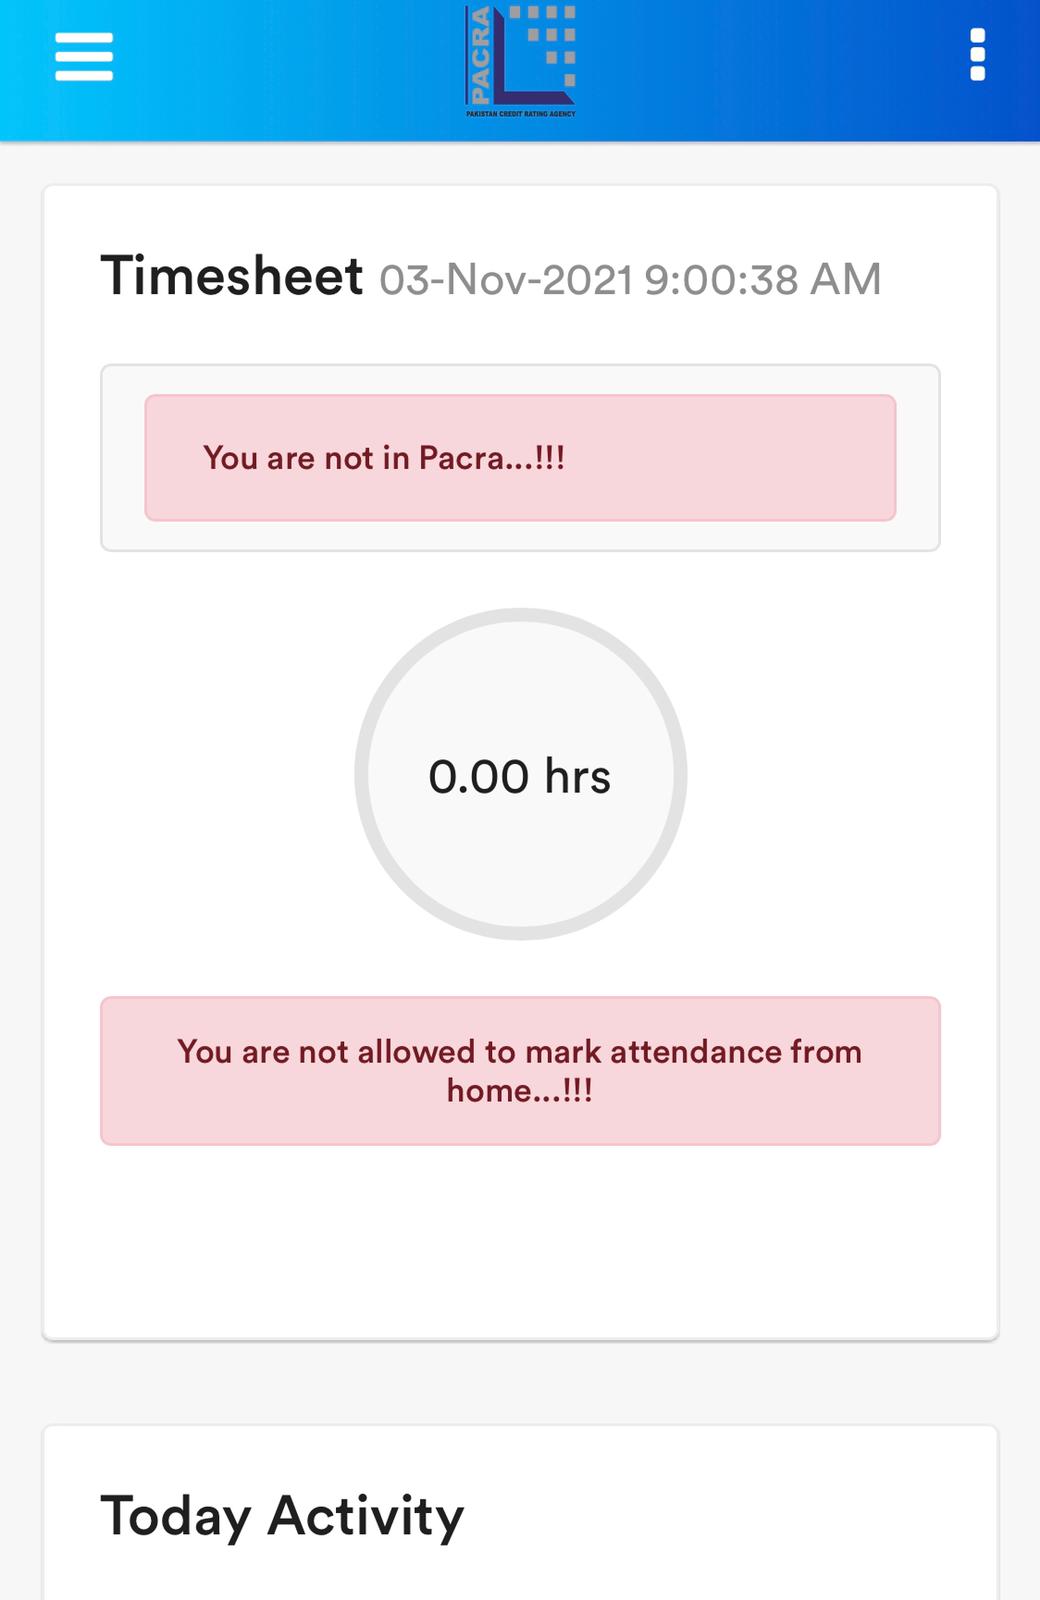 PACRA
PAKISTAN CREDIT RATING AGENCY
Timesheet 03-Nov-2021 9:00:38 AM
You are not in Pacra...!!!
0.00 hrs
You are not allowed to mark attendance from
home...!!!
Today Activity